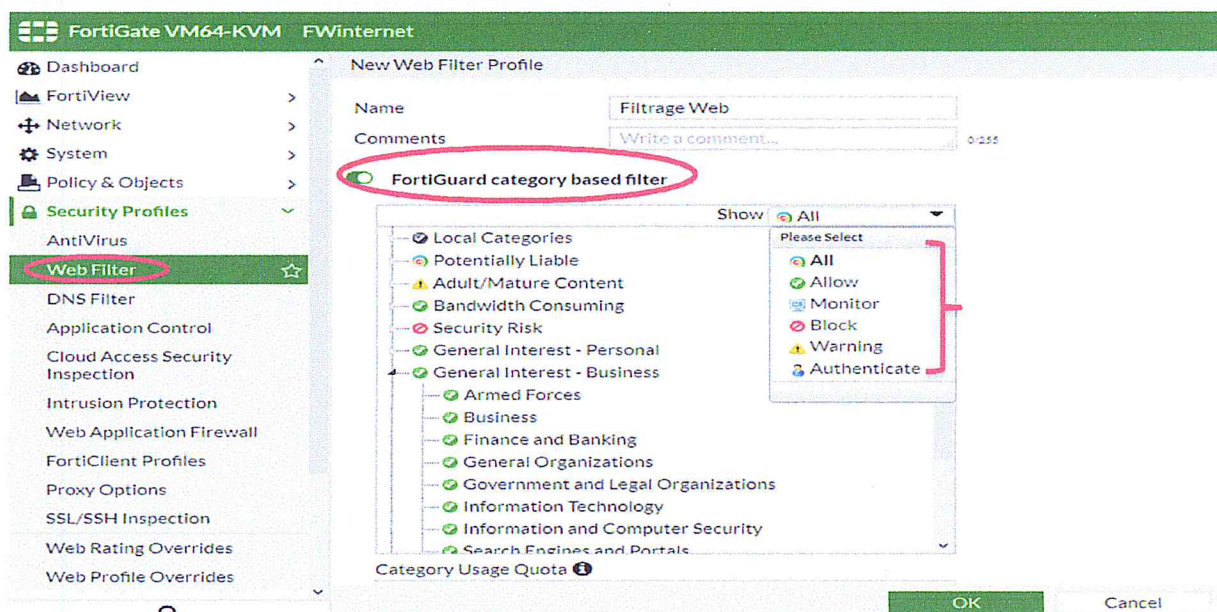 FortiGate VM64-KVM FWinternet
Dashboard
FortiView
Network
System
Policy & Objects
Security Profiles
AntiVirus
Web Filter
DNS Filter
Application Control
Cloud Access Security
Inspection
Intrusion Protection
Web Application Firewall
FortiClient Profiles
Proxy Options
SSL/SSH Inspection
Web Rating Overrides
Web Profile Overrides
New Web Filter Profile
Name Filtrage Web
Comments Write a comment... 0/255
FortiGuard category based filter
Show All
Local Categories
Potentially Liable
Adult/Mature Content
Bandwidth Consuming
Security Risk
General Interest - Personal
General Interest - Business
Armed Forces
Business
Finance and Banking
General Organizations
Government and Legal Organizations
Information Technology
Information and Computer Security
Search Engines and Portals
Please Select
All
Allow
Monitor
Block
Warning
Authenticate
Category Usage Quota
OK Cancel